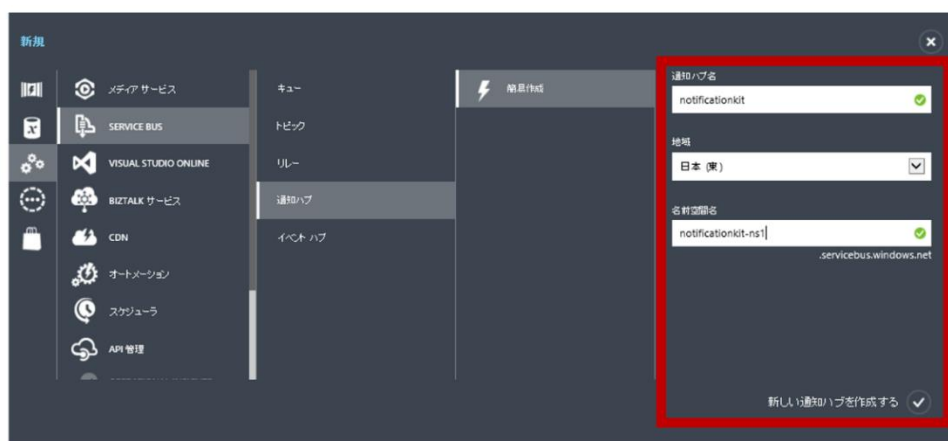 新規
メディア サービス
SERVICE BUS
VISUAL STUDIO ONLINE
BIZTALK サービス
CDN
オートメーション
スケジューラ
API 管理
キュー
トピック
リレー
通知ハブ
イベント ハブ
簡易作成
通知ハブ名
notificationkit
地域
日本 (東)
名前空間名
notificationkit-ns1
.servicebus.windows.net
新しい通知ハブを作成する